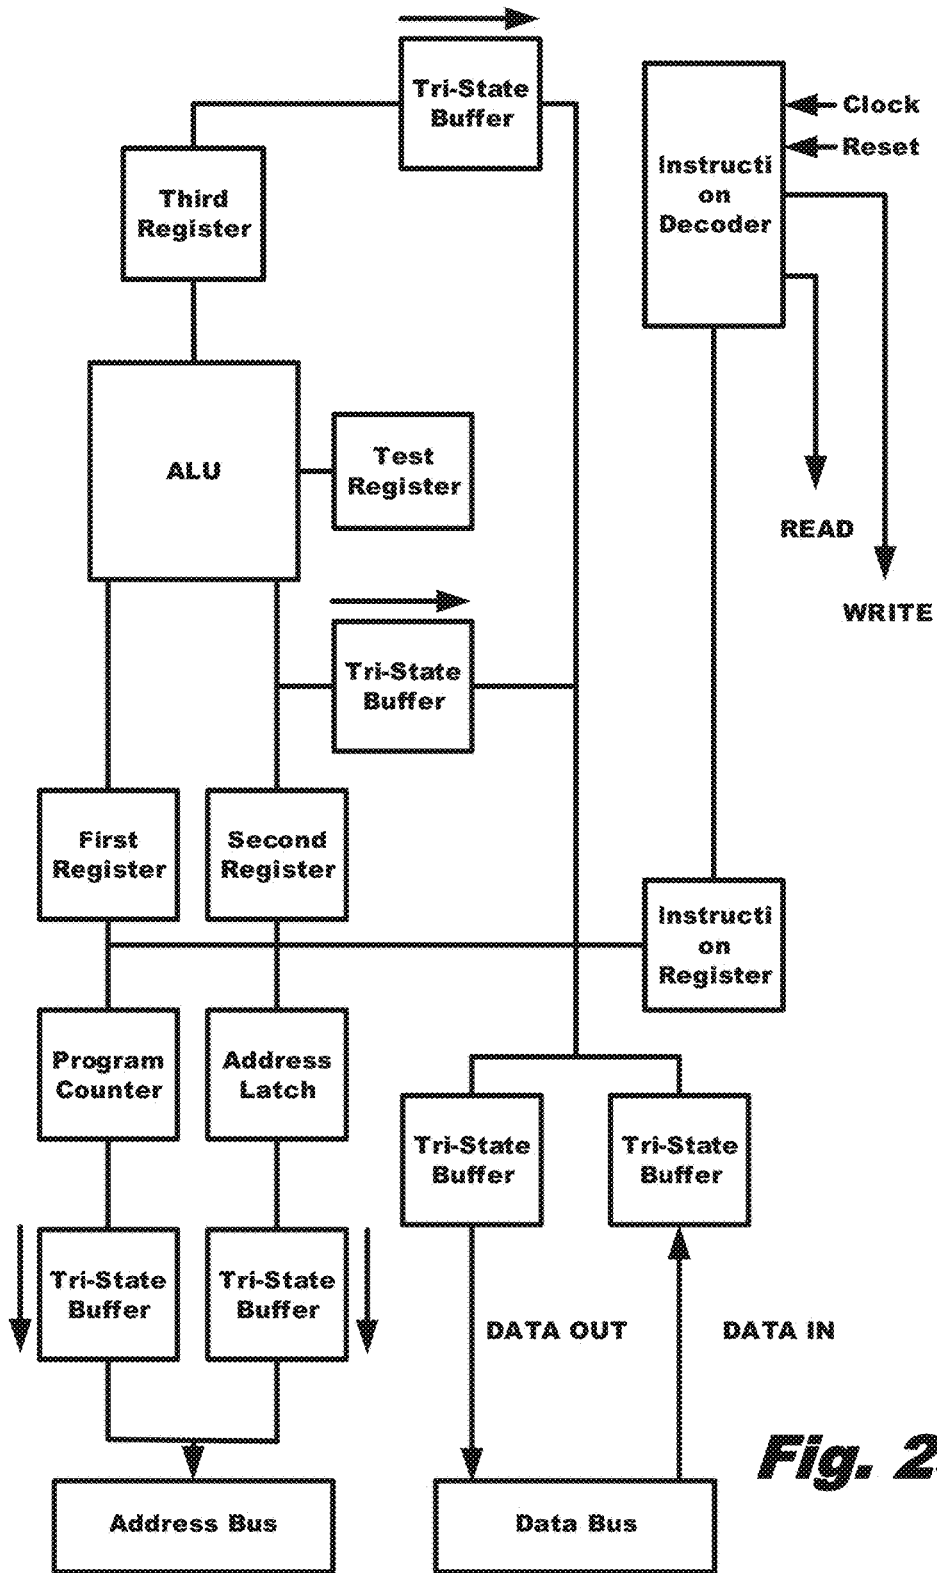 Tri-State
Buffer
Clock
Reset
Instructi
on
Decoder
Third
Register
ALU
Test
Register
READ
WRITE
Tri-State
Buffer
First
Register
Second
Register
Instructi
on
Register
Program
Counter
Address
Latch
Tri-State
Buffer
Tri-State
Buffer
Tri-State
Buffer
Tri-State
Buffer
DATA OUT
DATA IN
Fig. 2
Address Bus
Data Bus